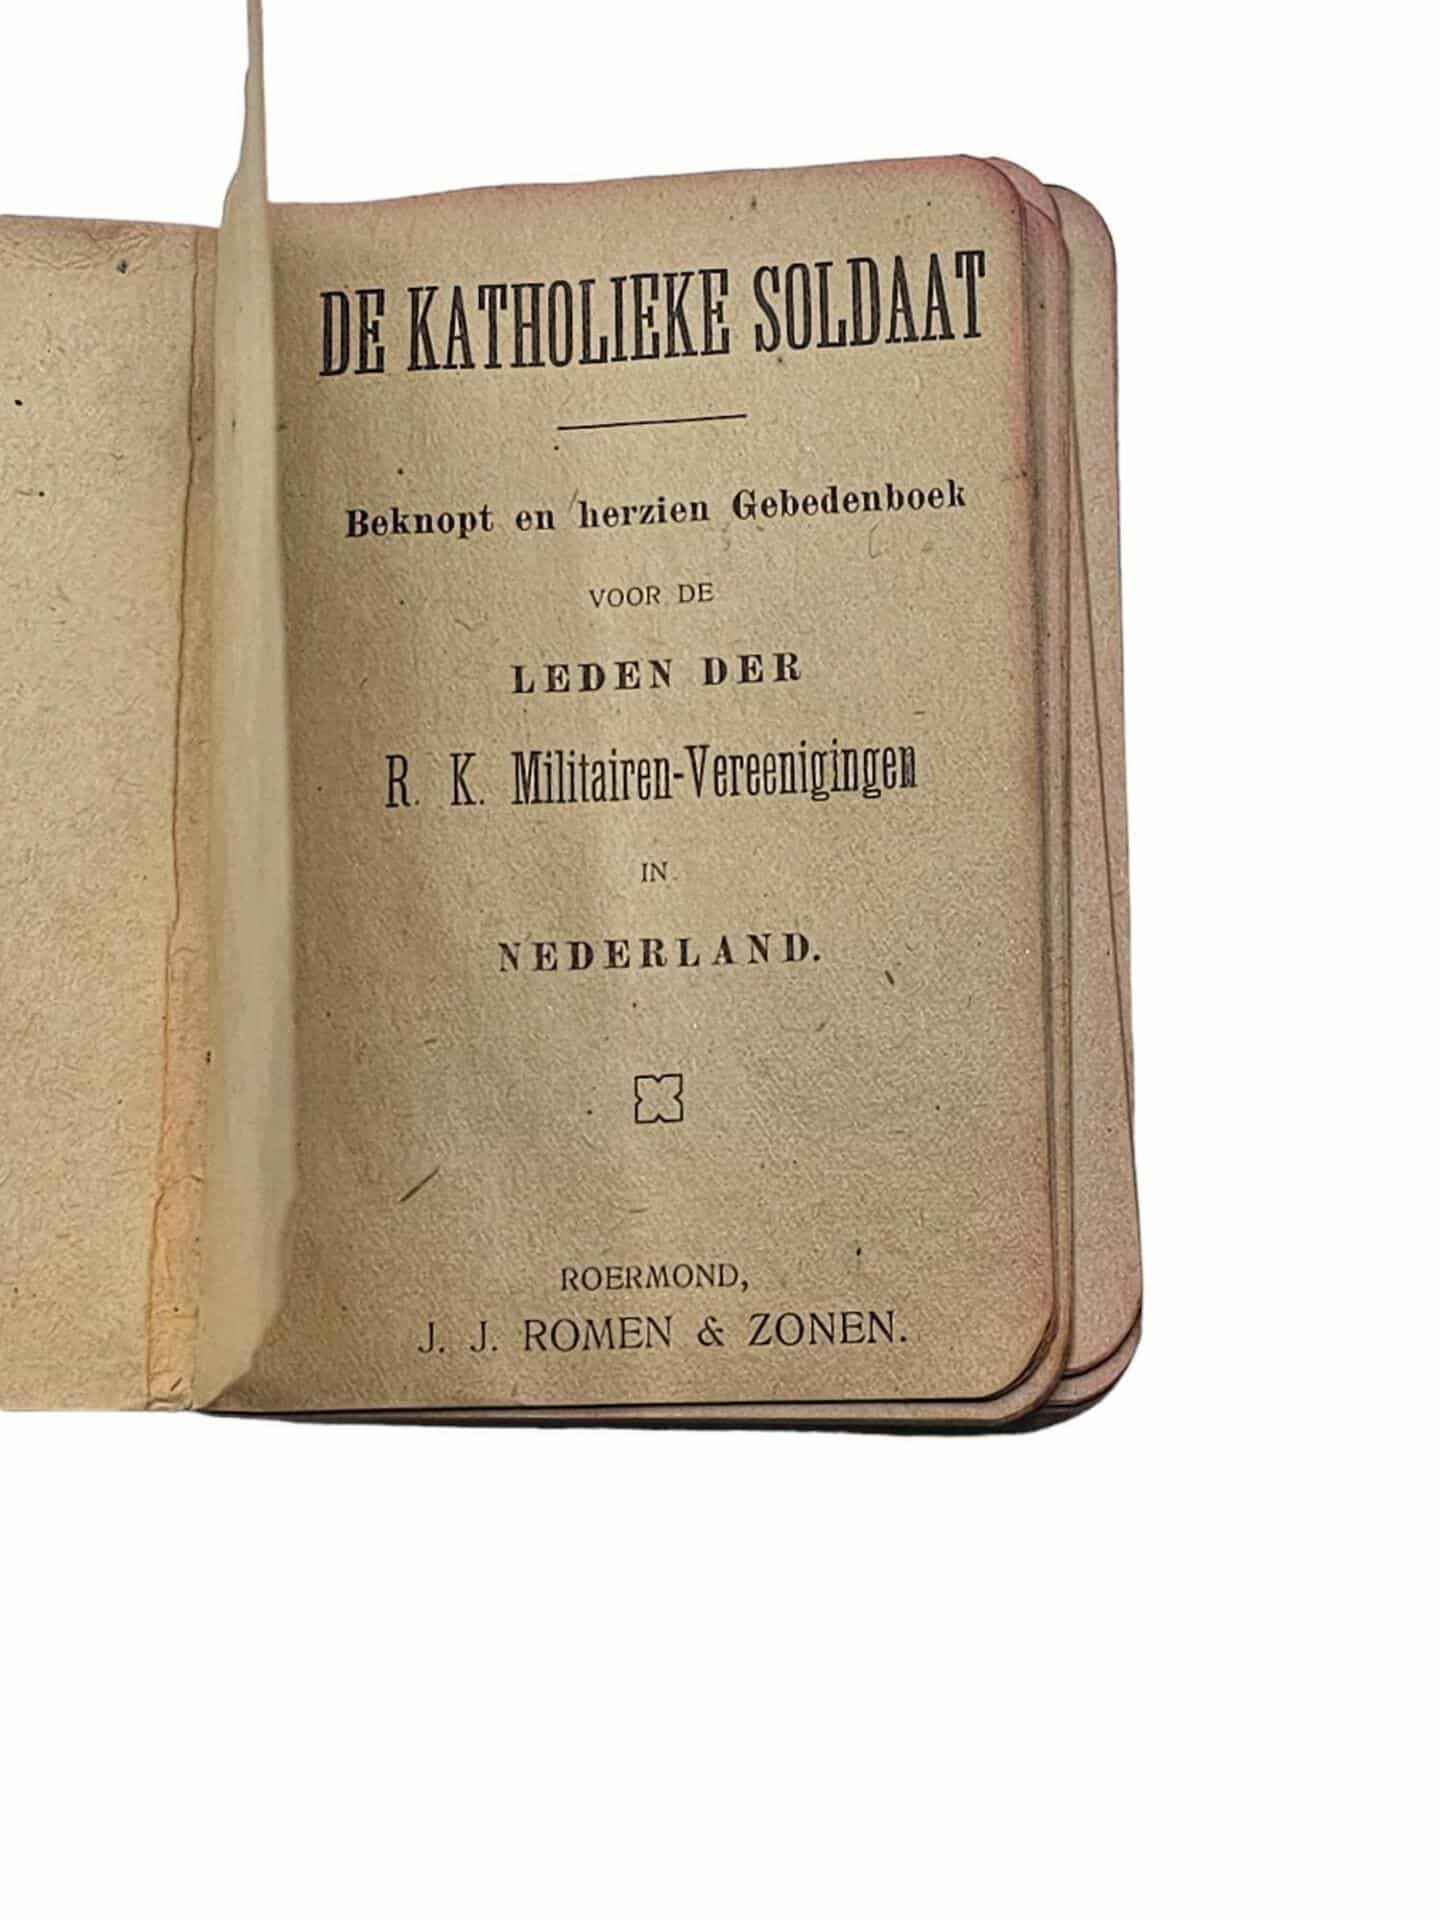 DE KATHOLIEKE SOLDAAT
Beknopt en herzien Gebedenboek
VOOR DE
LEDEN DER
R. K. Militairen-Vereenigingen
IN
NEDERLAND.
ROERMOND,
J. J. ROMEN & ZONEN.